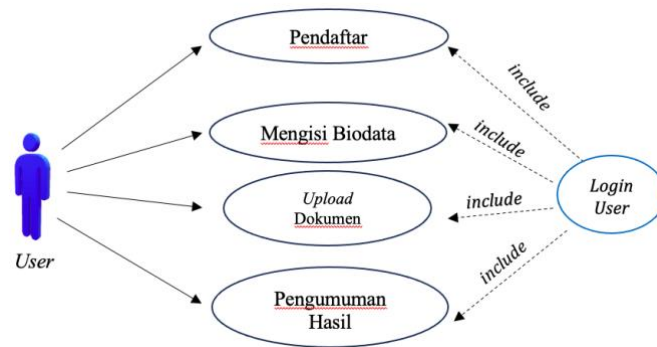 Pendaftar
include
Mengisi Biodata
include
Upload
Dokumen
include
Login
User
User
include
Pengumuman
Hasil